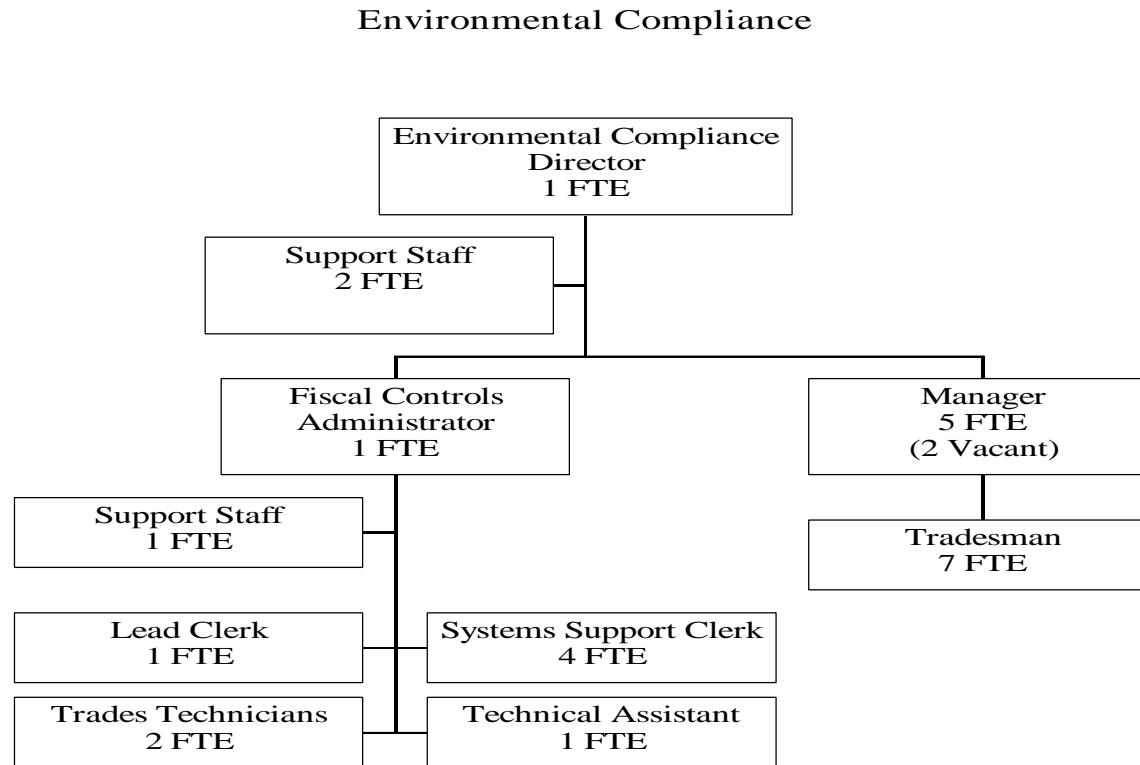 Environmental Compliance
Environmental Compliance
Director
1 FTE
Support Staff
2 FTE
Fiscal Controls
Administrator
1 FTE
Manager
5 FTE
(2 Vacant)
Support Staff
1 FTE
Tradesman
7 FTE
Lead Clerk
1 FTE
Systems Support Clerk
4 FTE
Trades Technicians
2 FTE
Technical Assistant
1 FTE